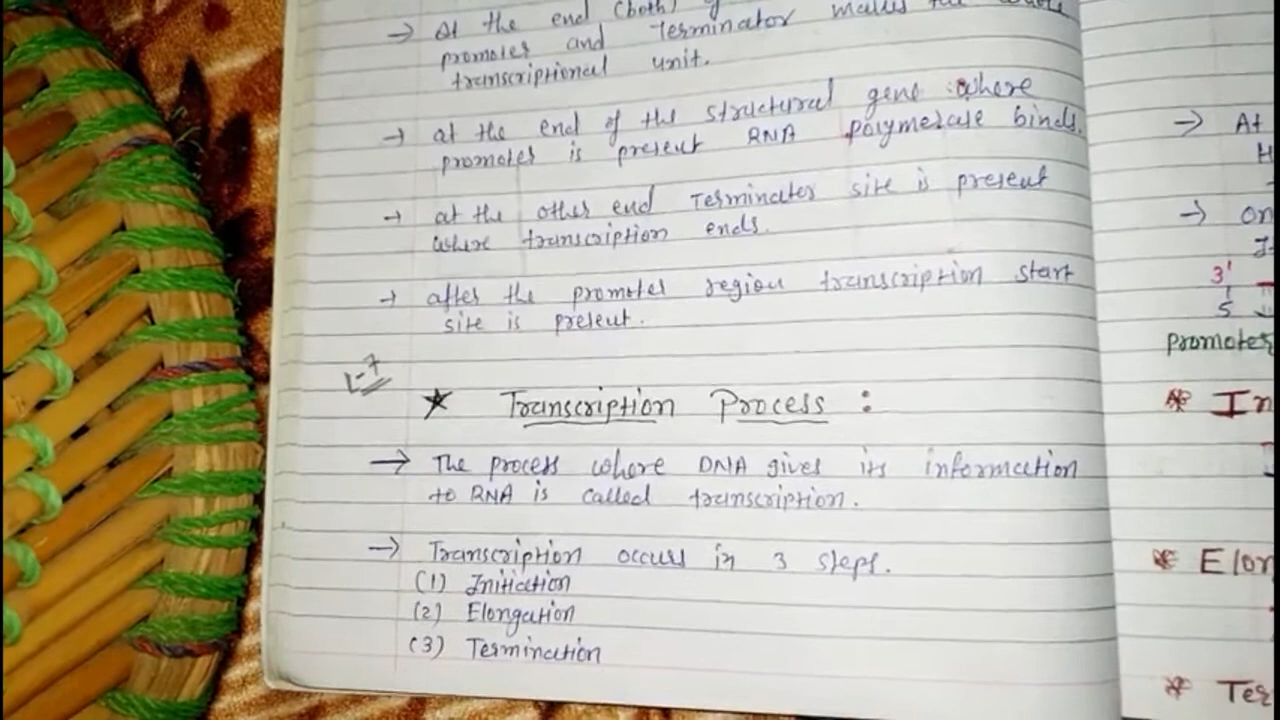 → At the end (both)
promoter and Terminator makes the whole
transcriptional unit.
→ at the end of the structural gene where
promoter is present RNA polymerase binds.
→ at the other end Terminater site is present
where transcription ends.
→ after the promoter region transcription start
site is present.
L-7
★ Transcription Process :
→ The process where DNA gives its information
to RNA is called transcription.
→ Transcription occurs in 3 steps.
(1) Initiation
(2) Elongation
(3) Termination
→ At
H
→ on
3'
5
promoter
* In
* Elon
* Ter